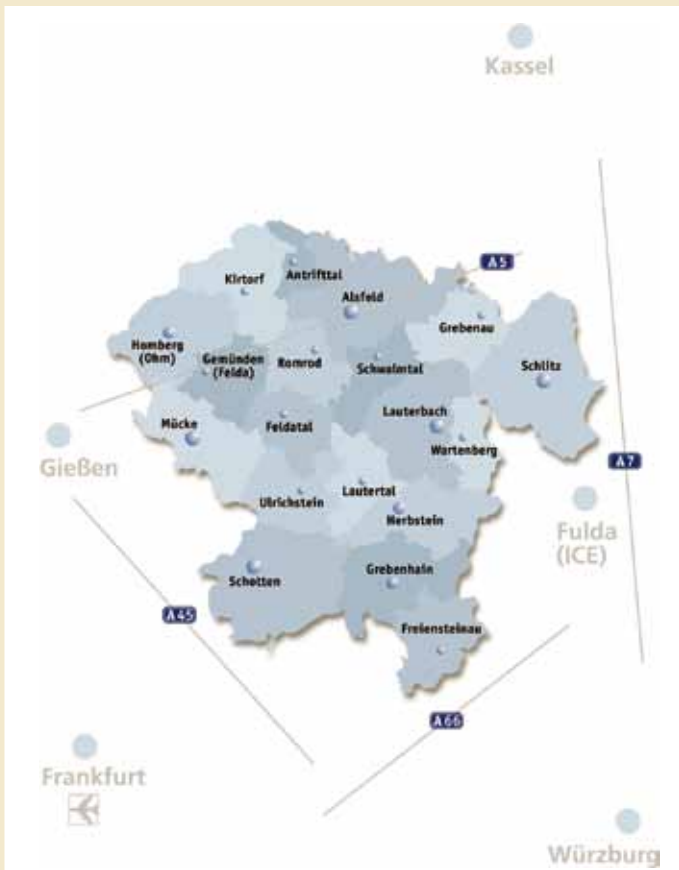 Kassel
A5
Kirtorf
Antrifttal
Alsfeld
Grebenau
Homberg
(Ohm)
Gemünden
(Felda)
Romrod
Schwalmtal
Schlitz
Mücke
Feldatal
Lauterbach
Wartenberg
Gießen
A7
Ulrichstein
Lautertal
Herbstein
Fulda
(ICE)
Schotten
Grebenhain
A45
Freiensteinau
A66
Frankfurt
Würzburg